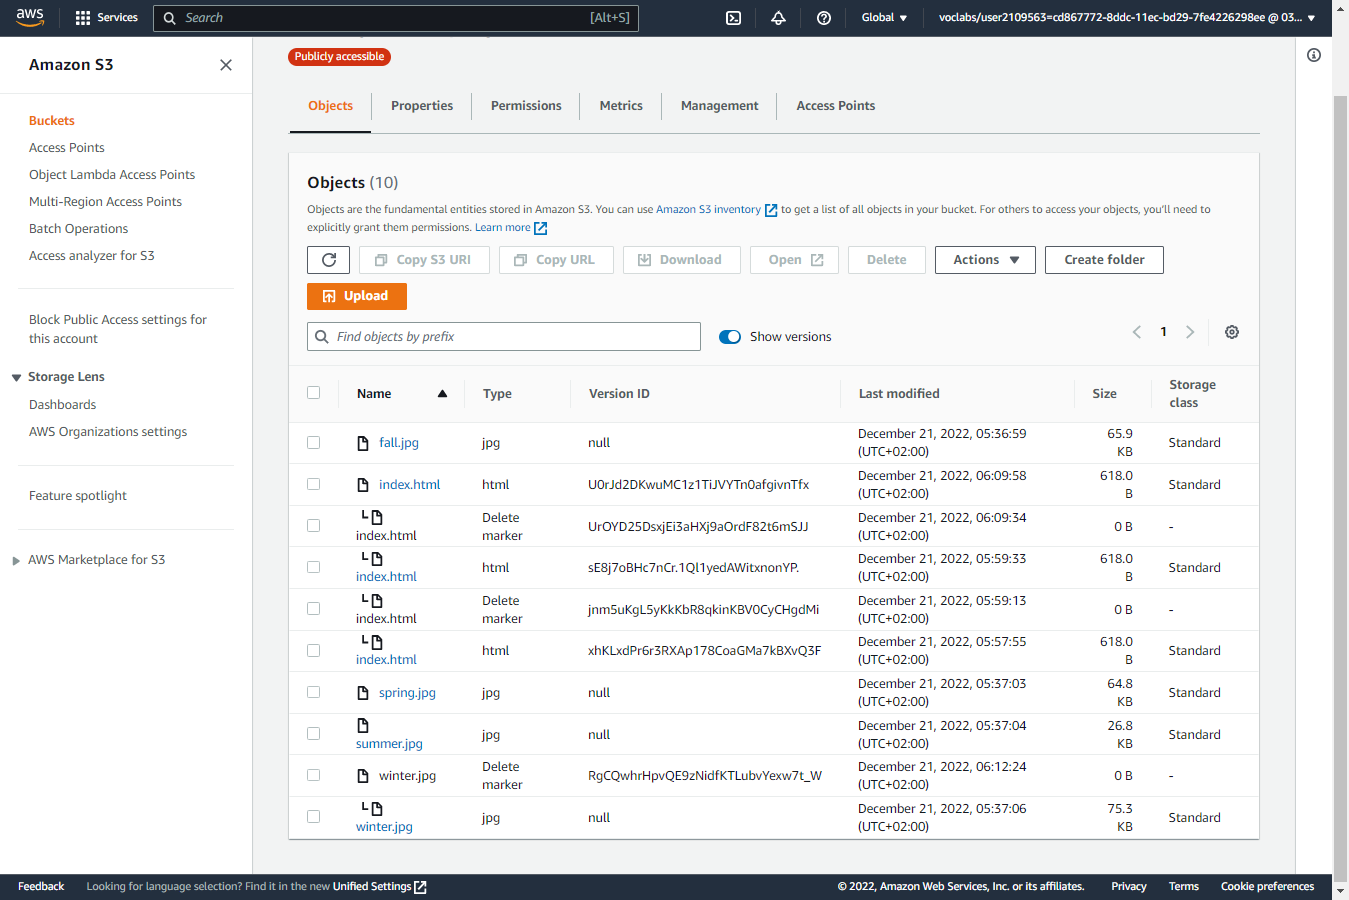 aws
Services
Search
[Alt+S]
Global
voclabs/user2109563=cd867772-8ddc-11ec-bd29-7fe4226298ee @ 03...
Amazon S3
Buckets
Access Points
Object Lambda Access Points
Multi-Region Access Points
Batch Operations
Access analyzer for S3
Block Public Access settings for
this account
Storage Lens
Dashboards
AWS Organizations settings
Feature spotlight
AWS Marketplace for S3
Publicly accessible
Objects Properties Permissions Metrics Management Access Points
Objects (10)
Objects are the fundamental entities stored in Amazon S3. You can use Amazon S3 inventory to get a list of all objects in your bucket. For others to access your objects, you'll need to
explicitly grant them permissions. Learn more
Copy S3 URI Copy URL Download Open Delete Actions Create folder
Upload
Find objects by prefix Show versions 1
Name Type Version ID Last modified Size Storage
class
fall.jpg jpg null December 21, 2022, 05:36:59 65.9 Standard
(UTC+02:00) KB
index.html html U0rJd2DKwuMC1z1TiJVYTn0afgivnTfx December 21, 2022, 06:09:58 618.0 Standard
(UTC+02:00) B
index.html Delete UrOYD25DsxjEi3aHXj9aOrdF82t6mSJJ December 21, 2022, 06:09:34 0 B -
marker (UTC+02:00)
index.html html sE8j7oBHc7nCr.1Ql1yedAWitxnonYP. December 21, 2022, 05:59:33 618.0 Standard
(UTC+02:00) B
index.html Delete jnm5uKgL5yKkKbR8qkinKBV0CyCHgdMi December 21, 2022, 05:59:13 0 B -
marker (UTC+02:00)
index.html html xhKLxdPr6r3RXAp178CoaGMa7kBXvQ3F December 21, 2022, 05:57:55 618.0 Standard
(UTC+02:00) B
spring.jpg jpg null December 21, 2022, 05:37:03 64.8 Standard
(UTC+02:00) KB
summer.jpg jpg null December 21, 2022, 05:37:04 26.8 Standard
(UTC+02:00) KB
winter.jpg Delete RgCQwhrHpvQE9zNidfKTLubvYexw7t_W December 21, 2022, 06:12:24 0 B -
marker (UTC+02:00)
winter.jpg jpg null December 21, 2022, 05:37:06 75.3 Standard
(UTC+02:00) KB
Feedback Looking for language selection? Find it in the new Unified Settings © 2022, Amazon Web Services, Inc. or its affiliates. Privacy Terms Cookie preferences